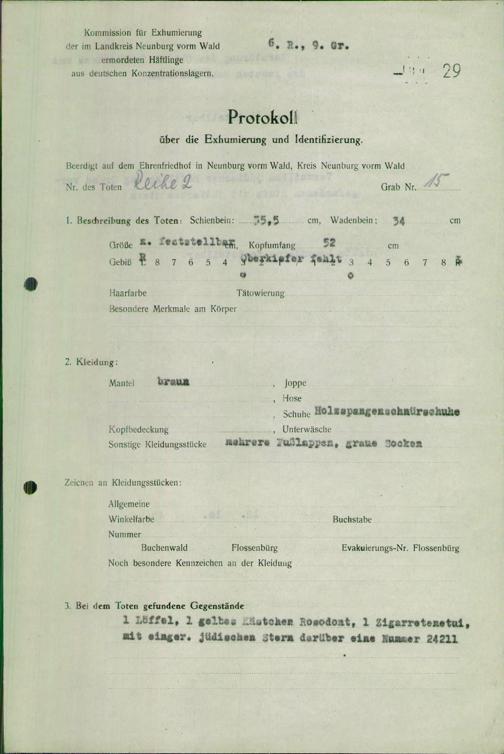 Kommission für Exhumierung
der im Landkreis Neunburg vorm Wald
ermordeten Häftlinge
aus deutschen Konzentrationslagern.
6. R., 9. Gr.
29
Protokoll
über die Exhumierung und Identifizierung.
Beerdigt auf dem Ehrenfriedhof in Neunburg vorm Wald, Kreis Neunburg vorm Wald
Nr. des Toten Reihe 2 Grab Nr. 15
1. Beschreibung des Toten: Schienbein: 35,5 cm, Wadenbein: 34 cm
Größe n. feststellbar cm, Kopfumfang 52 cm
Gebiß 8 7 6 5 4 Oberkiefer fehlt 3 4 5 6 7 8
Haarfarbe Tätowierung
Besondere Merkmale am Körper
2. Kleidung:
Mantel braun , Joppe
, Hose
, Schuhe Holzspangenschnürschuhe
Kopfbedeckung , Unterwäsche
Sonstige Kleidungsstücke mehrere Fußlappen, graue Socken
Zeichen an Kleidungsstücken:
Allgemeine
Winkelfarbe Buchstabe
Nummer
Buchenwald Flossenbürg Evakuierungs-Nr. Flossenbürg
Noch besondere Kennzeichen an der Kleidung
3. Bei dem Toten gefundene Gegenstände
1 Löffel, 1 gelbes Kästchen Rosodont, 1 Zigarretenetui,
mit einger. jüdischen Stern darüber eine Nummer 24211